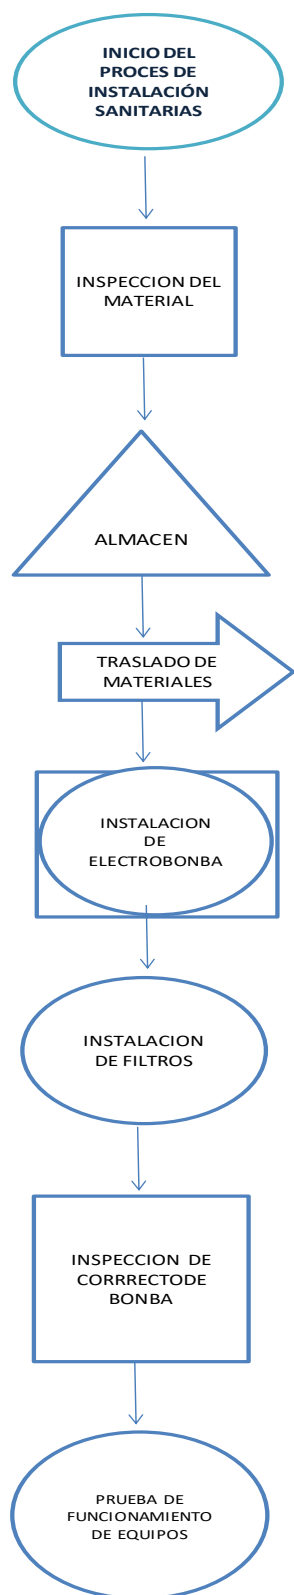 INICIO DEL
PROCES DE
INSTALACIÓN
SANITARIAS
INSPECCION DEL
MATERIAL
ALMACEN
TRASLADO DE
MATERIALES
INSTALACION
DE
ELECTROBONBA
INSTALACION
DE FILTROS
INSPECCION DE
CORRRECTODE
BONBA
PRUEBA DE
FUNCIONAMIENTO
DE EQUIPOS